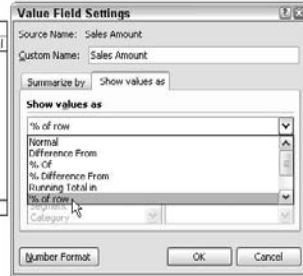 Value Field Settings
Source Name: Sales Amount
Custom Name: Sales Amount
Summarize by Show values as
Show values as
% of row
Normal
Difference From
% Of
% Difference From
Running Total in
% of row
Segment
Category
Number Format OK Cancel